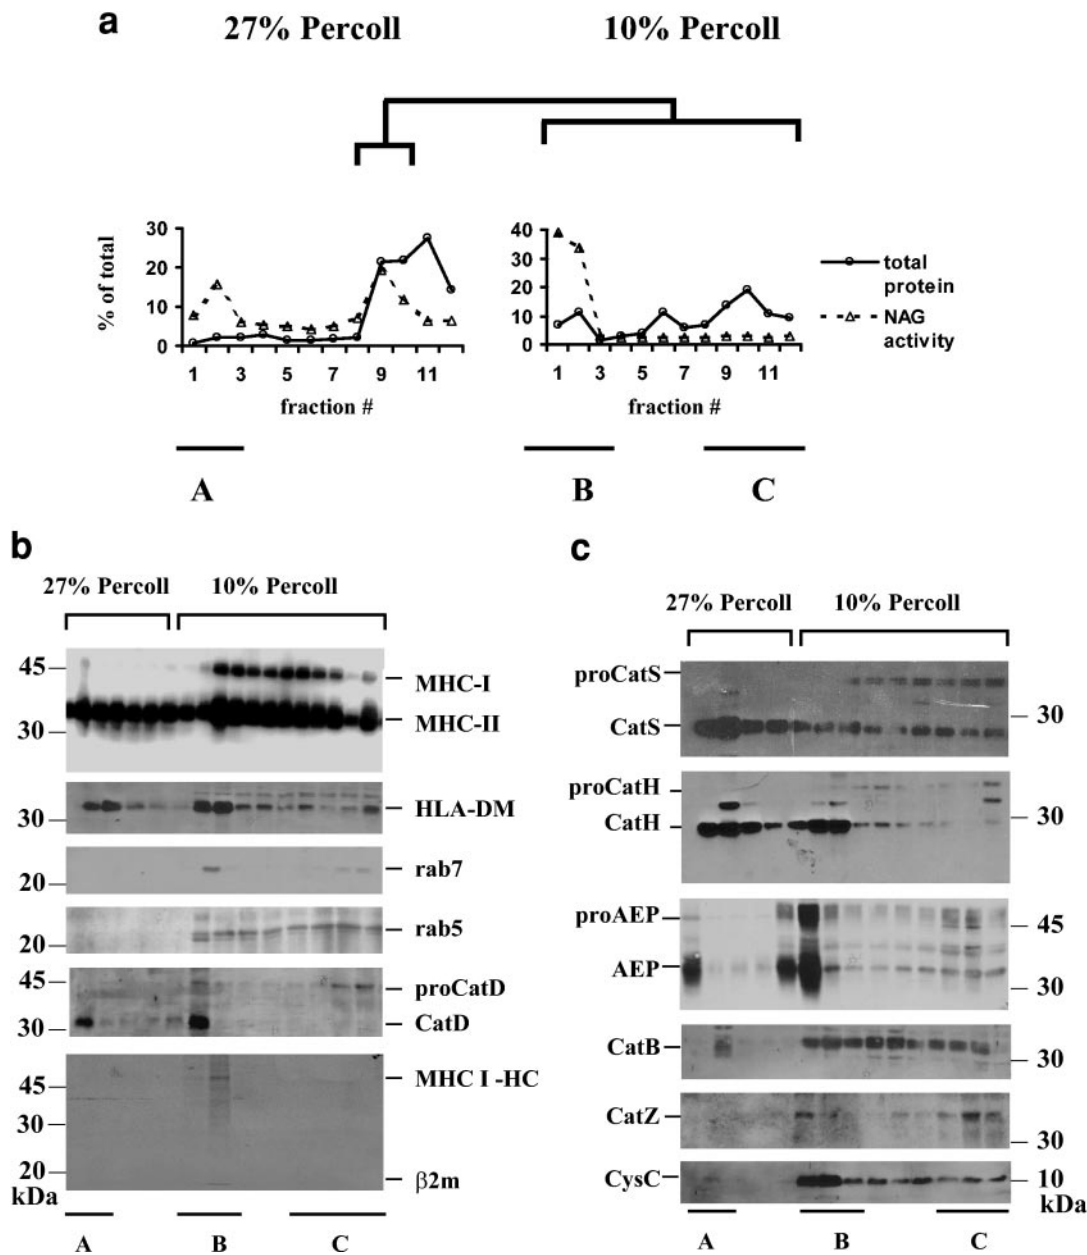 a
27% Percoll 10% Percoll
% of total
30
20
10
0
1 3 5 7 9 11
fraction #
40
30
20
10
0
1 3 5 7 9 11
fraction #
total
protein
NAG
activity
A B C
b
27% Percoll 10% Percoll
45 MHC-I
30 MHC-II
30 HLA-DM
20 rab7
20 rab5
45 proCatD
30 CatD
45 MHC I -HC
30
20 β2m
kDa
A B C
c
27% Percoll 10% Percoll
proCatS
CatS 30
proCatH
CatH 30
proAEP 45
AEP 30
CatB 30
CatZ 30
CysC 10
kDa
A B C